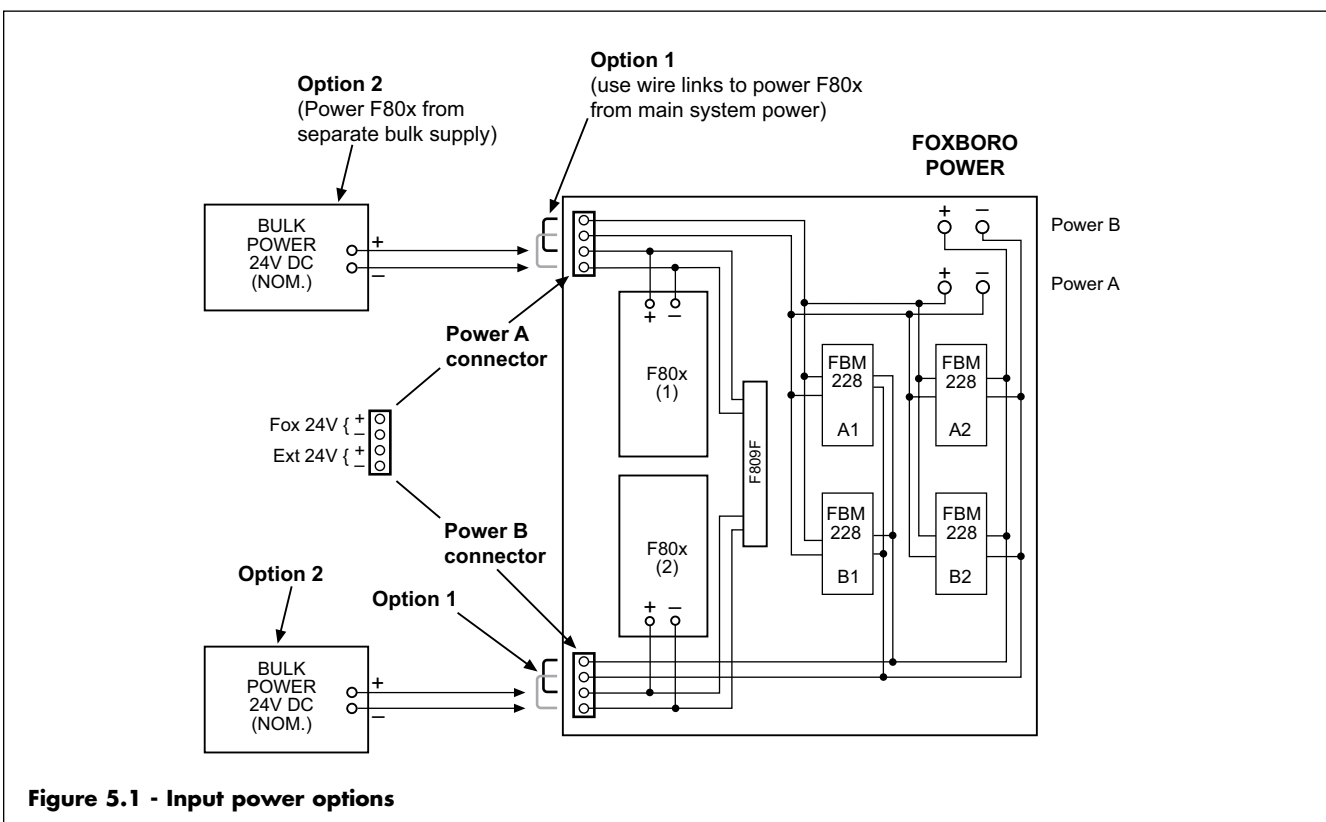 Option 1
(use wire links to power F80x
from main system power)
Option 2
(Power F80x from
separate bulk supply)
FOXBORO
POWER
BULK
POWER
24V DC
(NOM.)
+
–
+ –
Power B
+ –
Power A
Power A
connector
+ –
F80x
(1)
F809F
FBM
228
A1
FBM
228
A2
Fox 24V { +
–
Ext 24V { +
–
Power B
connector
F80x
(2)
+ –
FBM
228
B1
FBM
228
B2
Option 2
Option 1
BULK
POWER
24V DC
(NOM.)
+
–
Figure 5.1 - Input power options